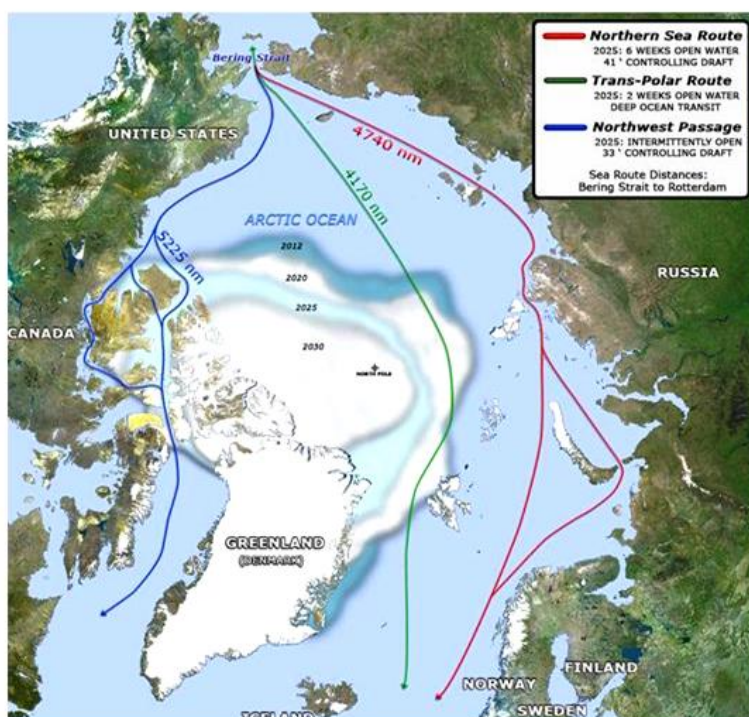 Northern Sea Route
2025: 6 WEEKS OPEN WATER
41' CONTROLLING DRAFT
Trans-Polar Route
2025: 2 WEEKS OPEN WATER
DEEP OCEAN TRANSIT
Northwest Passage
2025: INTERMITTENTLY OPEN
33' CONTROLLING DRAFT
Sea Route Distances:
Bering Strait to Rotterdam
Bering Strait
UNITED STATES
4740 nm
4170 nm
5225 nm
ARCTIC OCEAN
2012
2020
2025
2030
NORTH POLE
RUSSIA
CANADA
GREENLAND
(DENMARK)
NORWAY
FINLAND
SWEDEN
ICELAND